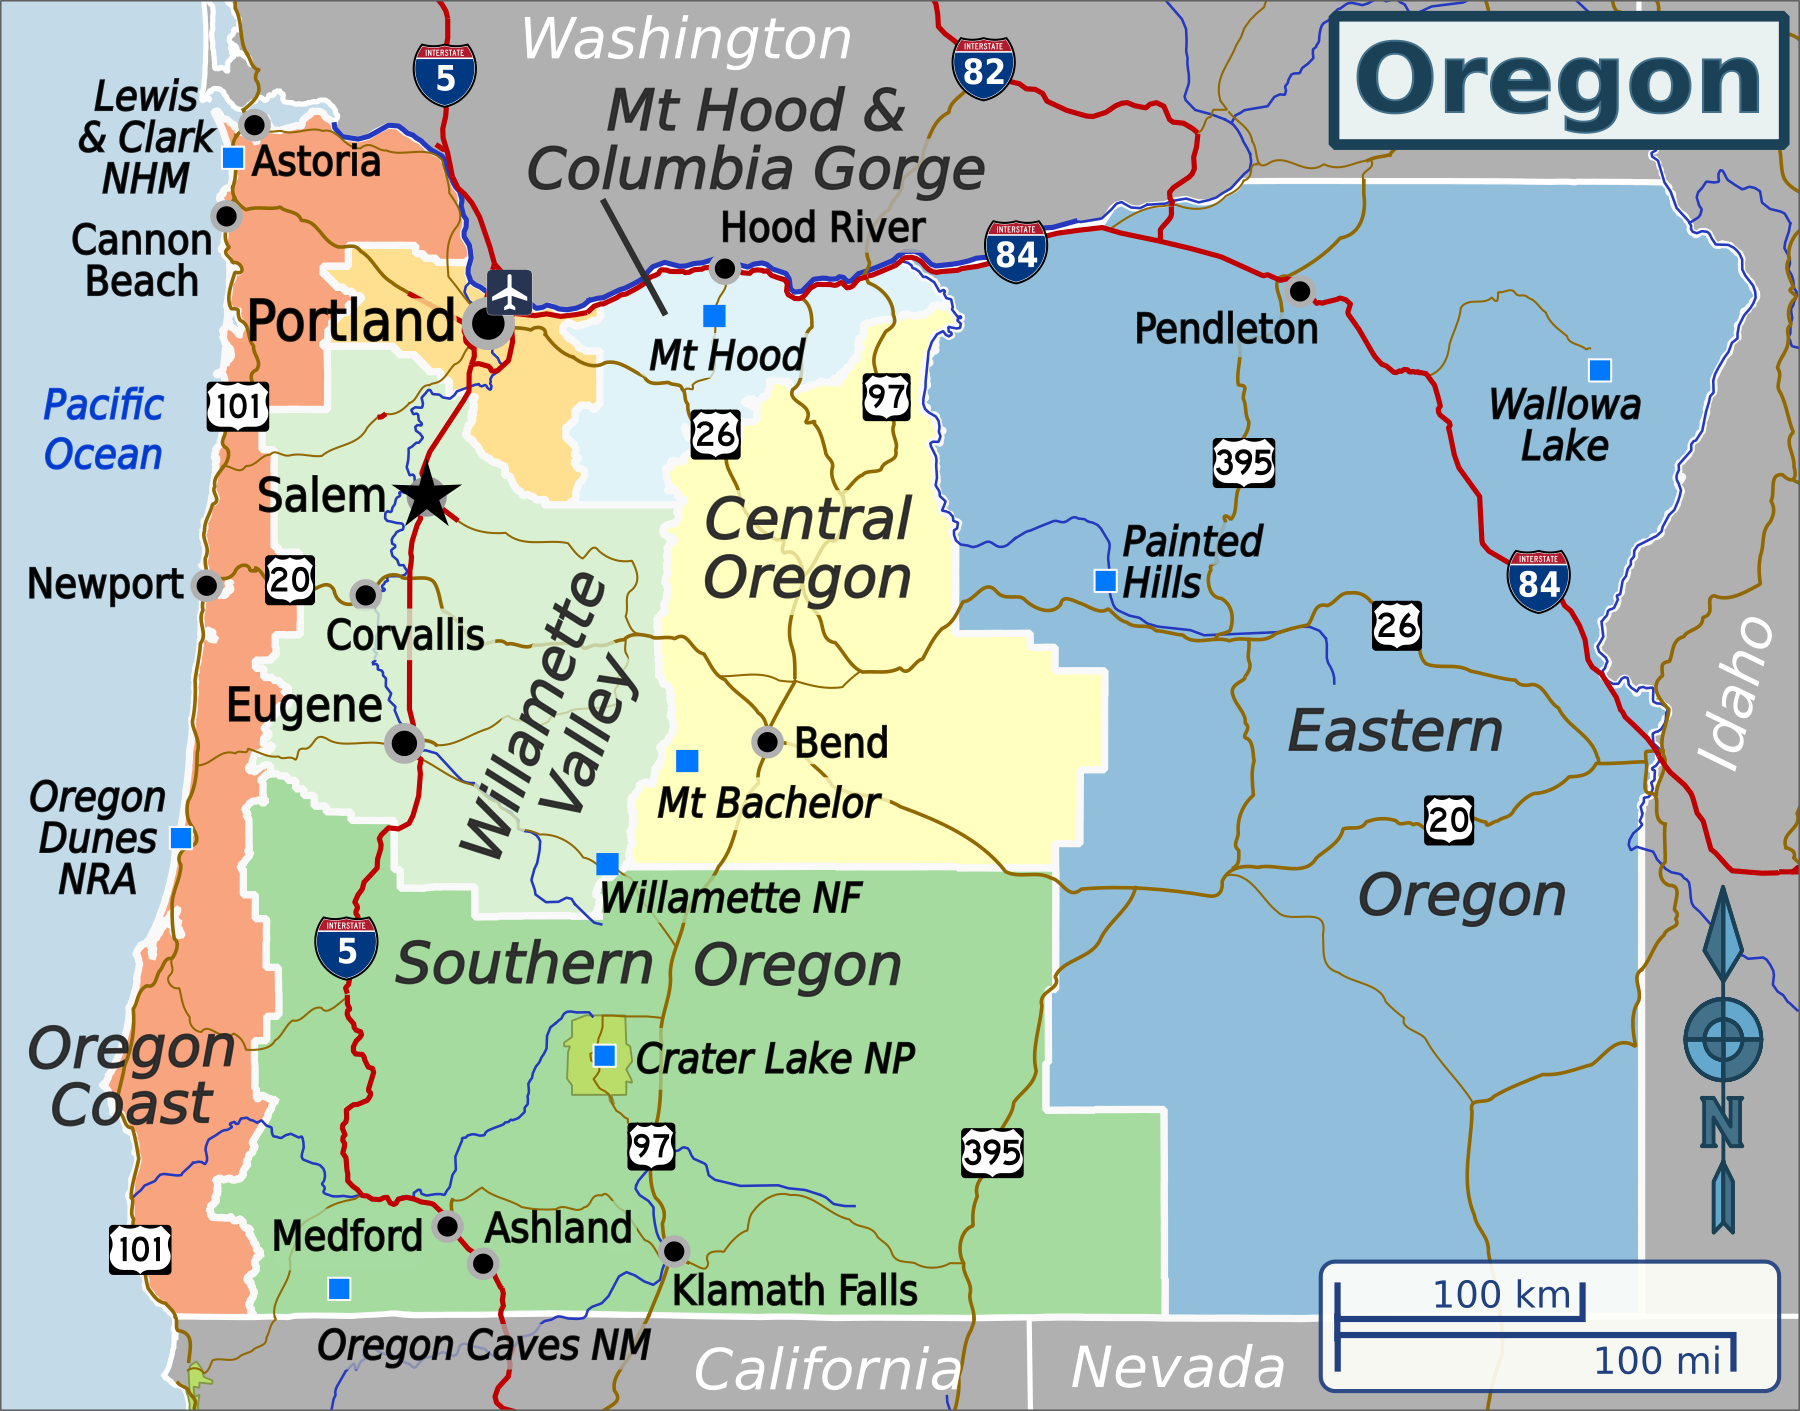 Washington
Oregon
INTERSTATE
5
INTERSTATE
82
Mt Hood &
Columbia Gorge
Lewis
& Clark
NHM
Astoria
Hood River
Cannon
Beach
INTERSTATE
84
Portland
Pendleton
Mt Hood
Pacific
Ocean
101
97
26
Wallowa
Lake
395
Salem
Central
Oregon
Painted
Hills
Newport
20
INTERSTATE
84
Corvallis
26
Willamette
Valley
Idaho
Eugene
Bend
Eastern
Oregon
Mt Bachelor
Oregon
Dunes
NRA
20
Willamette NF
INTERSTATE
5
Southern Oregon
Oregon
Coast
Crater Lake NP
N
97
395
101
Medford
Ashland
Klamath Falls
Oregon Caves NM
California
Nevada
100 km
100 mi